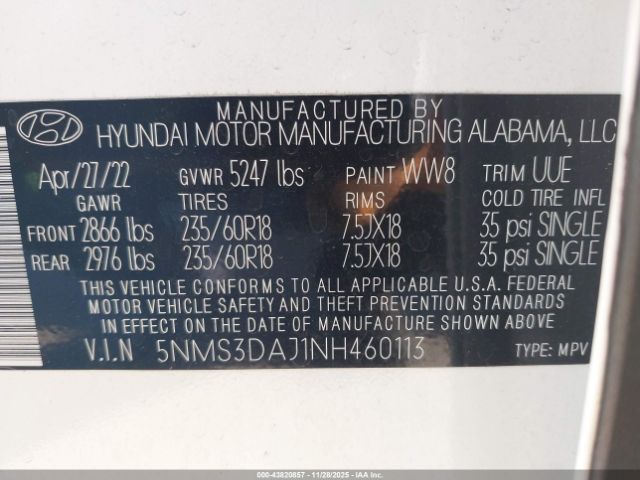 MANUFACTURED BY
HYUNDAI MOTOR MANUFACTURING ALABAMA, LLC
Apr/27/22 GVWR 5247 lbs PAINT WW8 TRIM UUE
GAWR TIRES RIMS COLD TIRE INFL
FRONT 2866 lbs 235/60R18 7.5JX18 35 psi SINGLE
REAR 2976 lbs 235/60R18 7.5JX18 35 psi SINGLE
THIS VEHICLE CONFORMS TO ALL APPLICABLE U.S.A. FEDERAL
MOTOR VEHICLE SAFETY AND THEFT PREVENTION STANDARDS
IN EFFECT ON THE DATE OF MANUFACTURE SHOWN ABOVE
V.I.N 5NMS3DAJ1NH460113 TYPE: MPV
000-43820857 - 11/28/2025 - IAAI.CA